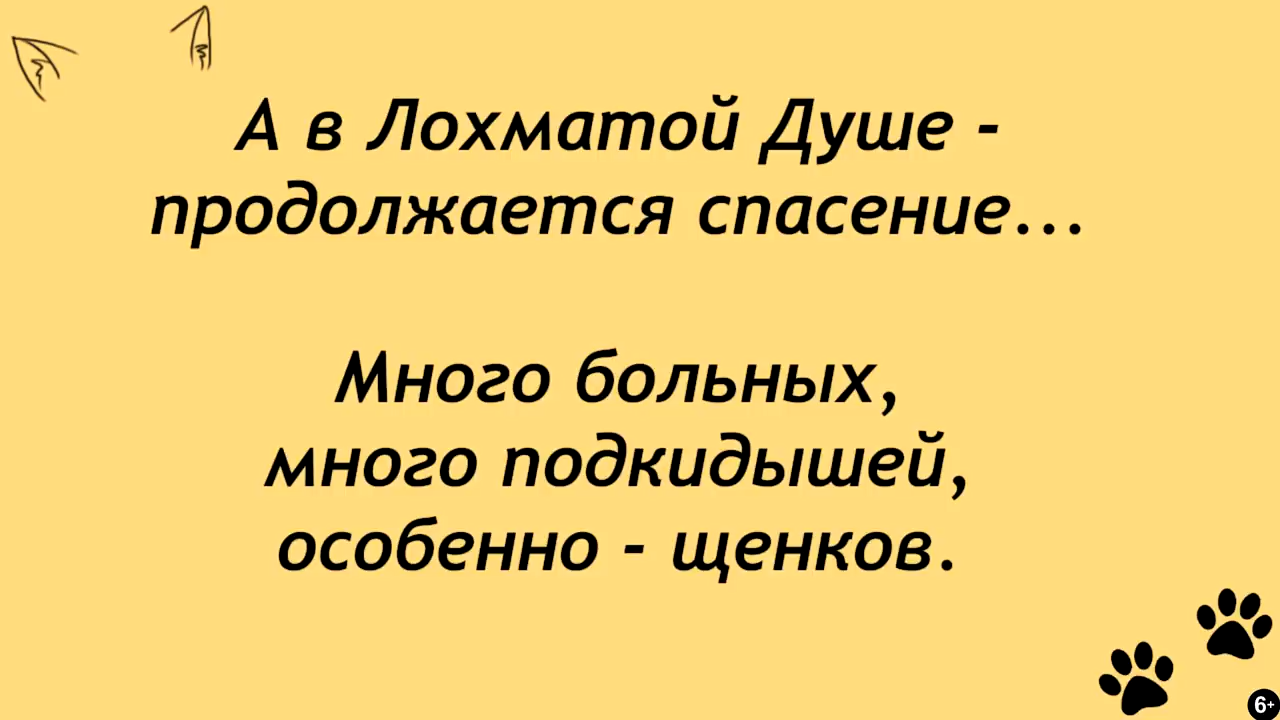 А в Лохматой Душе -
продолжается спасение...
Много больных,
много подкидышей,
особенно - щенков.
6+